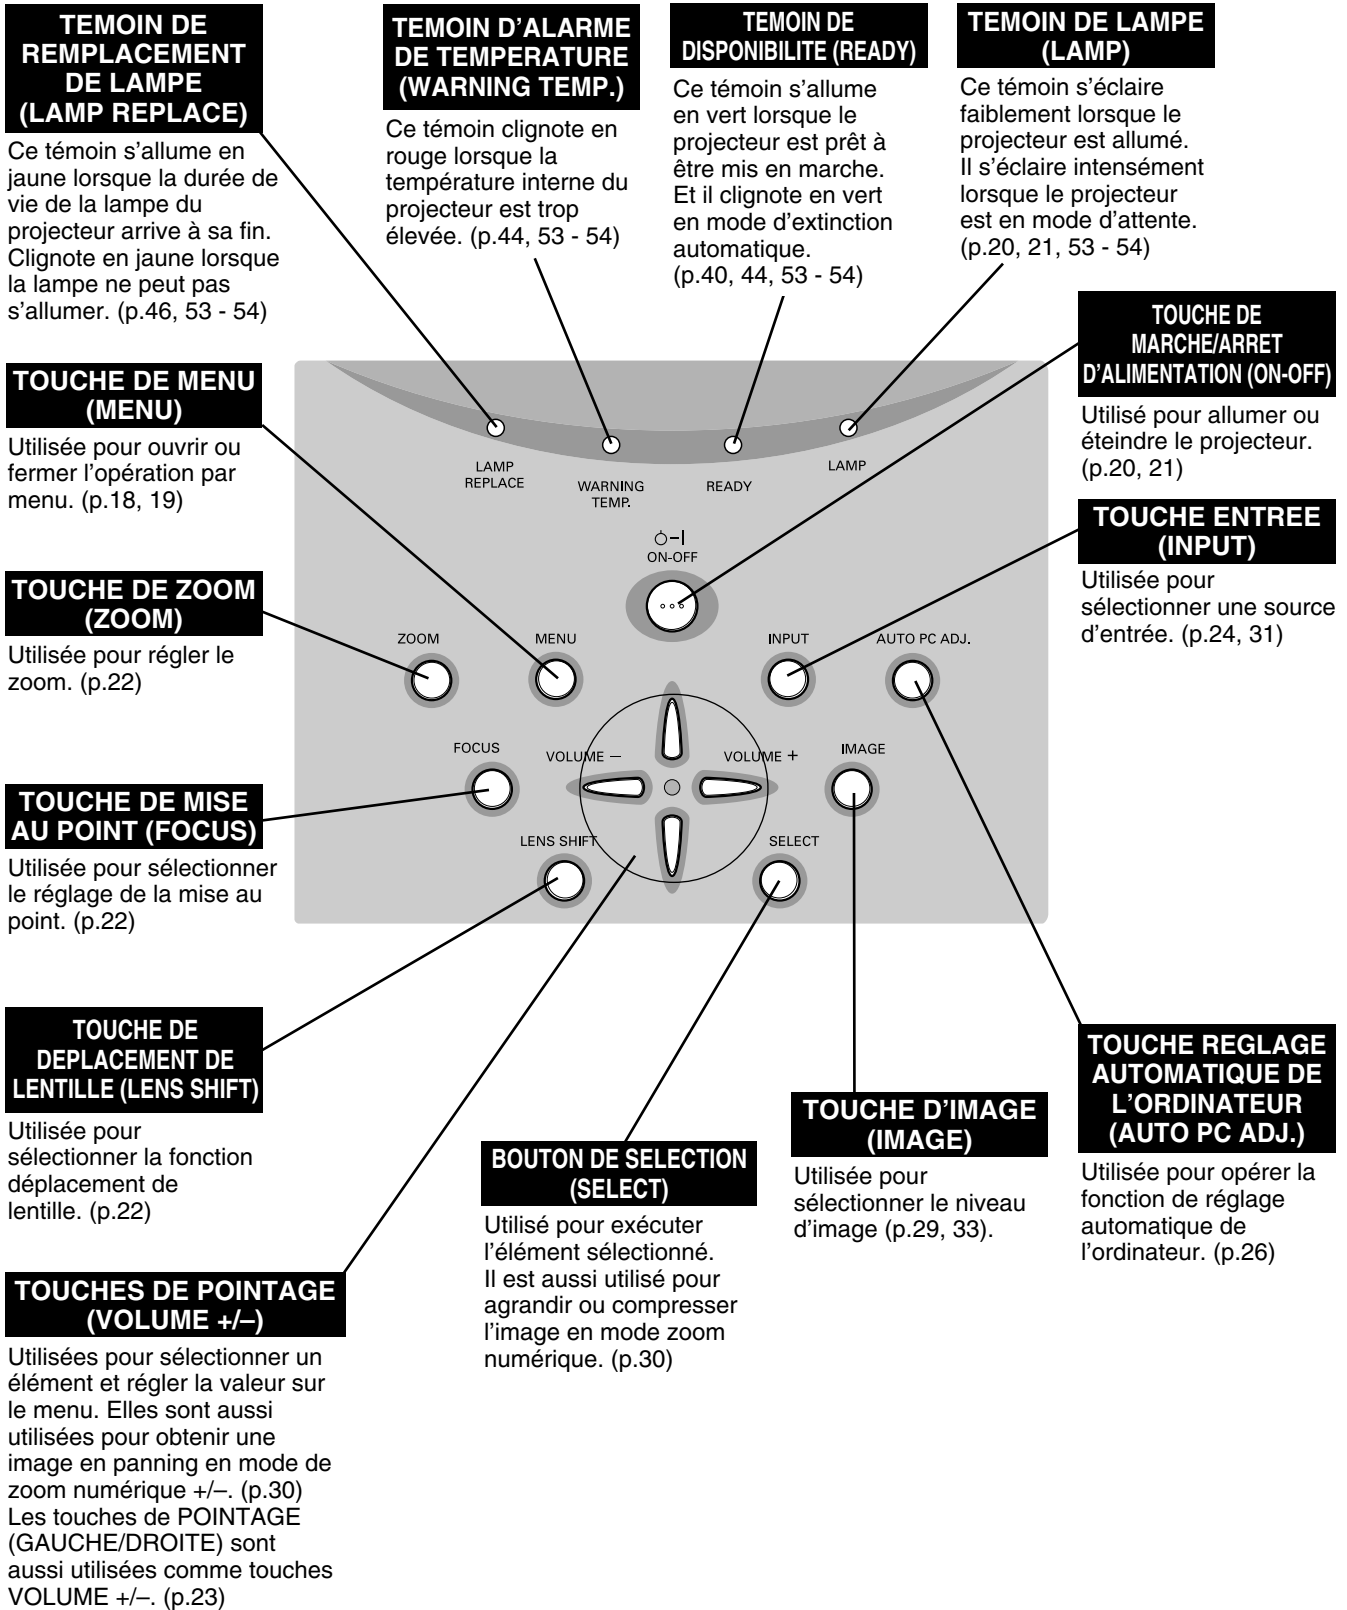 TEMOIN DE
REMPLACEMENT
DE LAMPE
(LAMP REPLACE)
Ce témoin s’allume en
jaune lorsque la durée de
vie de la lampe du
projecteur arrive à sa fin.
Clignote en jaune lorsque
la lampe ne peut pas
s’allumer. (p.46, 53 - 54)
TEMOIN D’ALARME
DE TEMPERATURE
(WARNING TEMP.)
Ce témoin clignote en
rouge lorsque la
température interne du
projecteur est trop
élevée. (p.44, 53 - 54)
TEMOIN DE
DISPONIBILITE (READY)
Ce témoin s’allume
en vert lorsque le
projecteur est prêt à
être mis en marche.
Et il clignote en vert
en mode d’extinction
automatique.
(p.40, 44, 53 - 54)
TEMOIN DE LAMPE
(LAMP)
Ce témoin s’éclaire
faiblement lorsque le
projecteur est allumé.
Il s’éclaire intensément
lorsque le projecteur
est en mode d’attente.
(p.20, 21, 53 - 54)
TOUCHE DE
MARCHE/ARRET
D’ALIMENTATION (ON-OFF)
Utilisé pour allumer ou
éteindre le projecteur.
(p.20, 21)
TOUCHE DE MENU
(MENU)
Utilisée pour ouvrir ou
fermer l’opération par
menu. (p.18, 19)
TOUCHE ENTREE
(INPUT)
Utilisée pour
sélectionner une source
d’entrée. (p.24, 31)
TOUCHE DE ZOOM
(ZOOM)
Utilisée pour régler le
zoom. (p.22)
LAMP
REPLACE
WARNING
TEMP.
READY
LAMP
ON-OFF
ZOOM
MENU
INPUT
AUTO PC ADJ.
FOCUS
VOLUME –
VOLUME +
IMAGE
LENS SHIFT
SELECT
TOUCHE DE MISE
AU POINT (FOCUS)
Utilisée pour sélectionner
le réglage de la mise au
point. (p.22)
TOUCHE DE
DEPLACEMENT DE
LENTILLE (LENS SHIFT)
Utilisée pour
sélectionner la fonction
déplacement de
lentille. (p.22)
TOUCHES DE POINTAGE
(VOLUME +/–)
Utilisées pour sélectionner un
élément et régler la valeur sur
le menu. Elles sont aussi
utilisées pour obtenir une
image en panning en mode de
zoom numérique +/–. (p.30)
Les touches de POINTAGE
(GAUCHE/DROITE) sont
aussi utilisées comme touches
VOLUME +/–. (p.23)
BOUTON DE SELECTION
(SELECT)
Utilisé pour exécuter
l’élément sélectionné.
Il est aussi utilisé pour
agrandir ou compresser
l’image en mode zoom
numérique. (p.30)
TOUCHE D’IMAGE
(IMAGE)
Utilisée pour
sélectionner le niveau
d’image (p.29, 33).
TOUCHE REGLAGE
AUTOMATIQUE DE
L’ORDINATEUR
(AUTO PC ADJ.)
Utilisée pour opérer la
fonction de réglage
automatique de
l’ordinateur. (p.26)